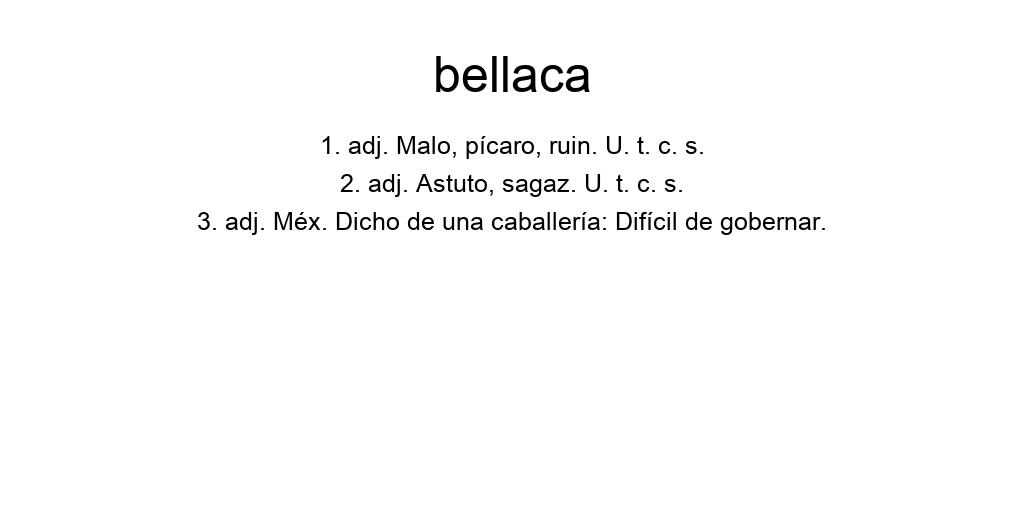 bellaca
1. adj. Malo, pícaro, ruin. U. t. c. s.
2. adj. Astuto, sagaz. U. t. c. s.
3. adj. Méx. Dicho de una caballería: Difícil de gobernar.